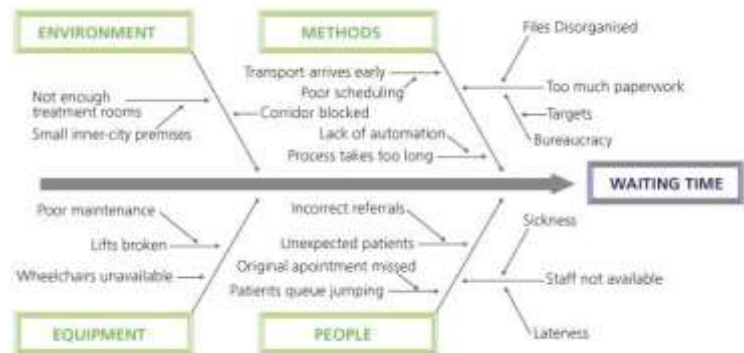 ENVIRONMENT
METHODS
Files Disorganised
Transport arrives early
Poor scheduling
Too much paperwork
Not enough
treatment rooms
Corridor blocked
Targets
Small inner-city premises
Lack of automation
Bureaucracy
Process takes too long
WAITING TIME
Poor maintenance
Incorrect referrals
Sickness
Lifts broken
Unexpected patients
Original apointment missed
Wheelchairs unavailable
Staff not available
Patients queue jumping
EQUIPMENT
PEOPLE
Lateness